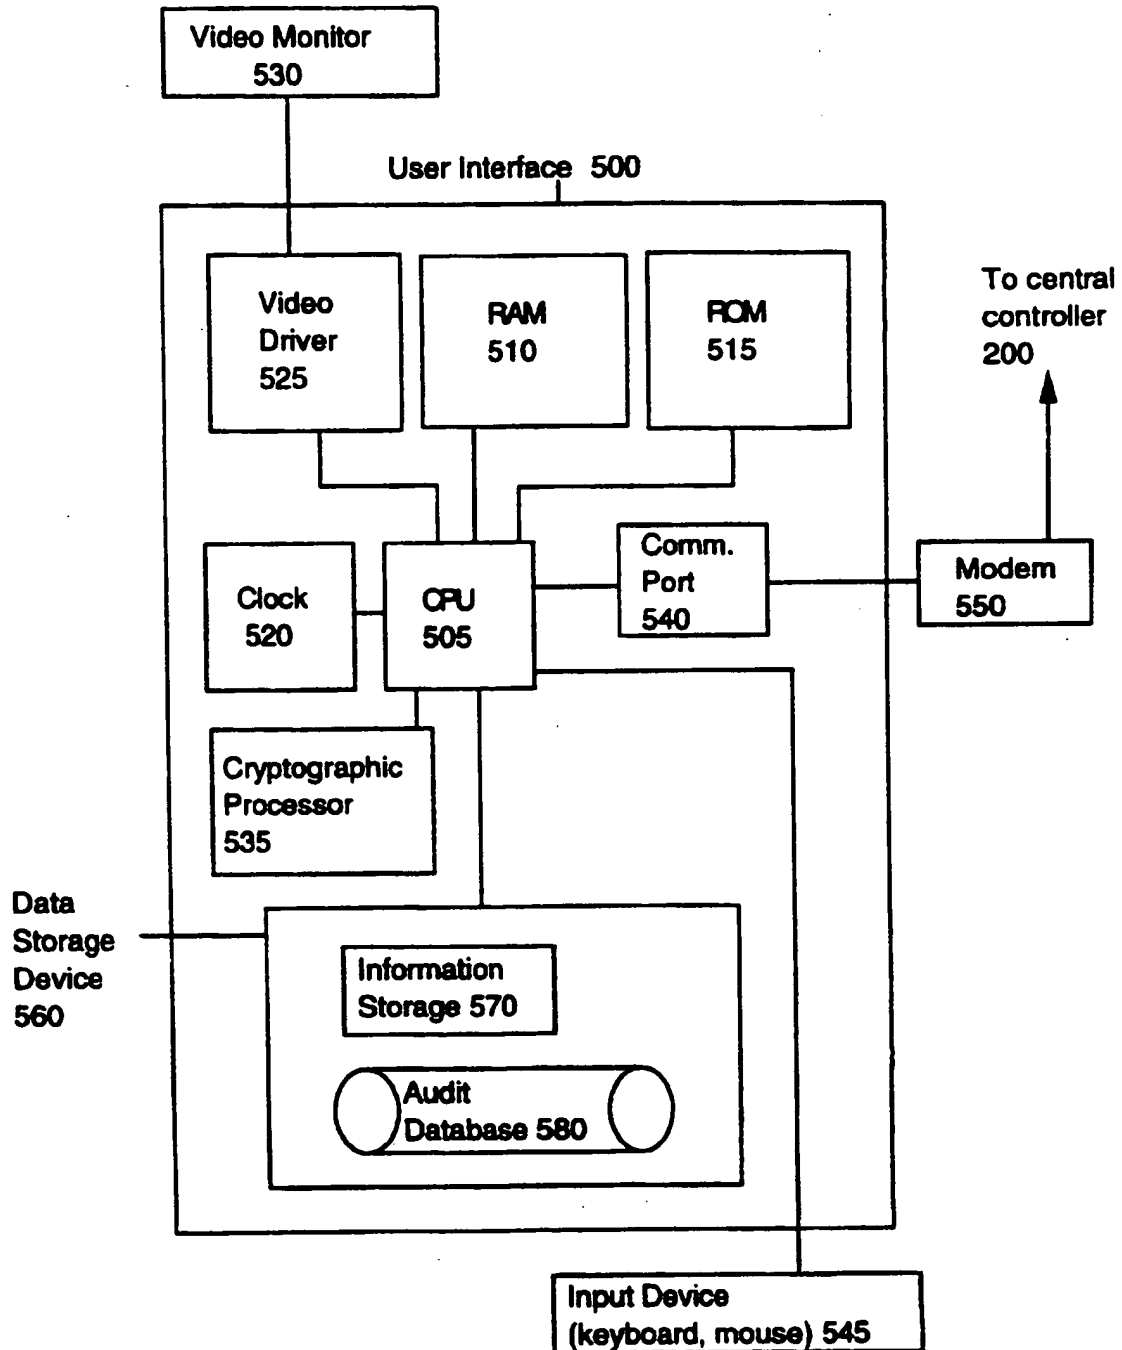 Video Monitor
530
User Interface 500
Video
Driver
525
RAM
510
ROM
515
To central
controller
200
Clock
520
CPU
505
Comm.
Port
540
Modem
550
Cryptographic
Processor
535
Data
Storage
Device
560
Information
Storage 570
Audit
Database 580
Input Device
(keyboard, mouse) 545